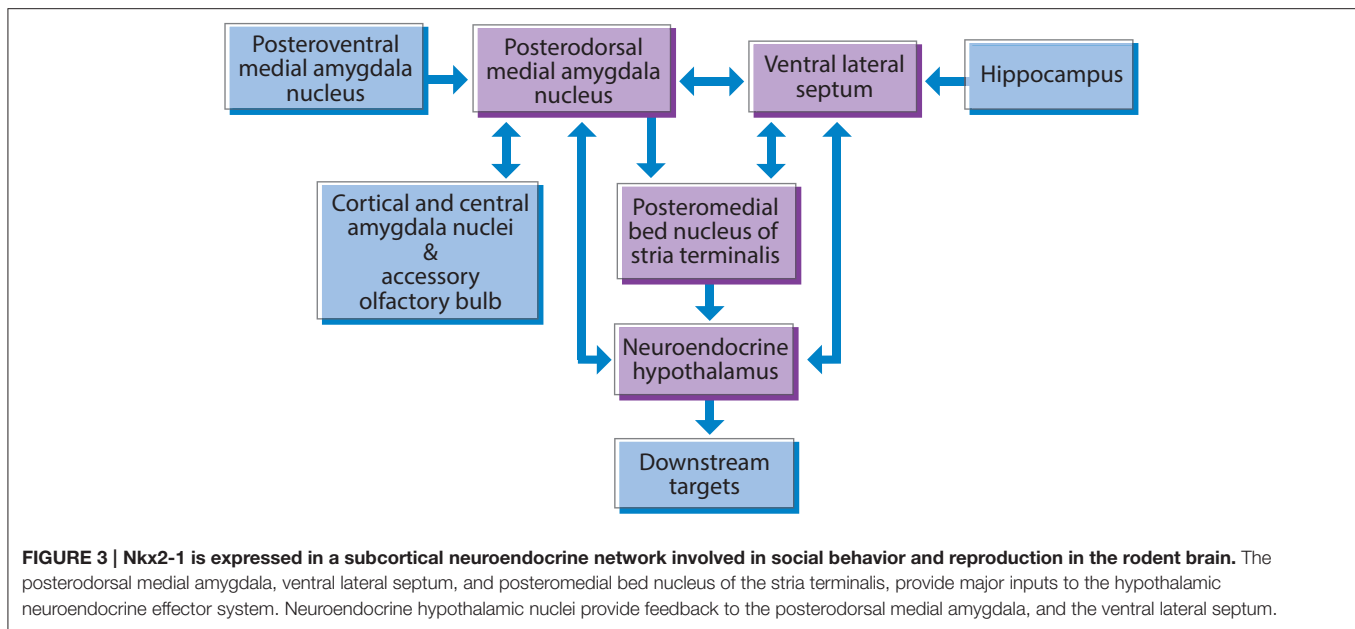 Posteroventral
medial amygdala
nucleus
Posterodorsal
medial amygdala
nucleus
Ventral lateral
septum
Hippocampus
Cortical and central
amygdala nuclei
&
accessory
olfactory bulb
Posteromedial
bed nucleus of
stria terminalis
Neuroendocrine
hypothalamus
Downstream
targets
FIGURE 3 | Nkx2-1 is expressed in a subcortical neuroendocrine network involved in social behavior and reproduction in the rodent brain. The
posterodorsal medial amygdala, ventral lateral septum, and posteromedial bed nucleus of the stria terminalis, provide major inputs to the hypothalamic
neuroendocrine effector system. Neuroendocrine hypothalamic nuclei provide feedback to the posterodorsal medial amygdala, and the ventral lateral septum.